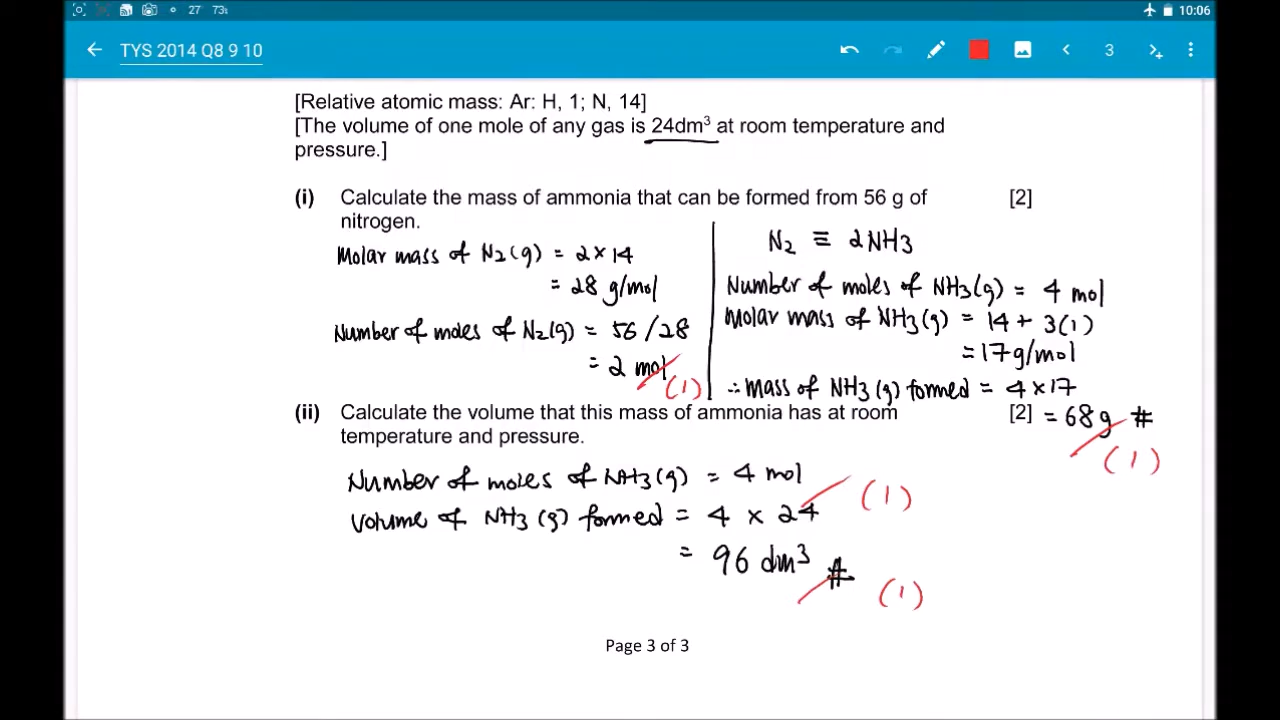 27 73% 10:06
TYS 2014 Q8 9 10 3
[Relative atomic mass: Ar: H, 1; N, 14]
[The volume of one mole of any gas is 24dm³ at room temperature and
pressure.]
(i) Calculate the mass of ammonia that can be formed from 56 g of [2]
nitrogen.
Molar mass of N₂(g) = 2 × 14
= 28 g/mol
Number of moles of N₂(g) = 56 / 28
= 2 mol
(1)
N₂ ≡ 2NH₃
Number of moles of NH₃(g) = 4 mol
Molar mass of NH₃(g) = 14 + 3(1)
= 17 g/mol
∴ Mass of NH₃(g) formed = 4 × 17
= 68 g #
(1)
(ii) Calculate the volume that this mass of ammonia has at room [2]
temperature and pressure.
Number of moles of NH₃(g) = 4 mol
Volume of NH₃(g) formed = 4 × 24 (1)
= 96 dm³ #
(1)
Page 3 of 3